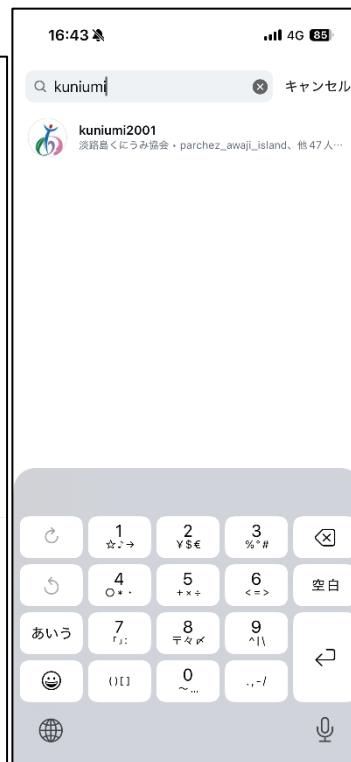 16:43 4G 85
kuniumi キャンセル
kuniumi2001
淡路島くにうみ協会・parchez_awaji_island、他47人…
1 2 3
☆♪→ ¥$€ %°#
4 5 6 空白
○*・ +×÷ <=>
あいう 7 8 9
「」: 〒々〆 ^|\
()[] 0 .,-/
~…